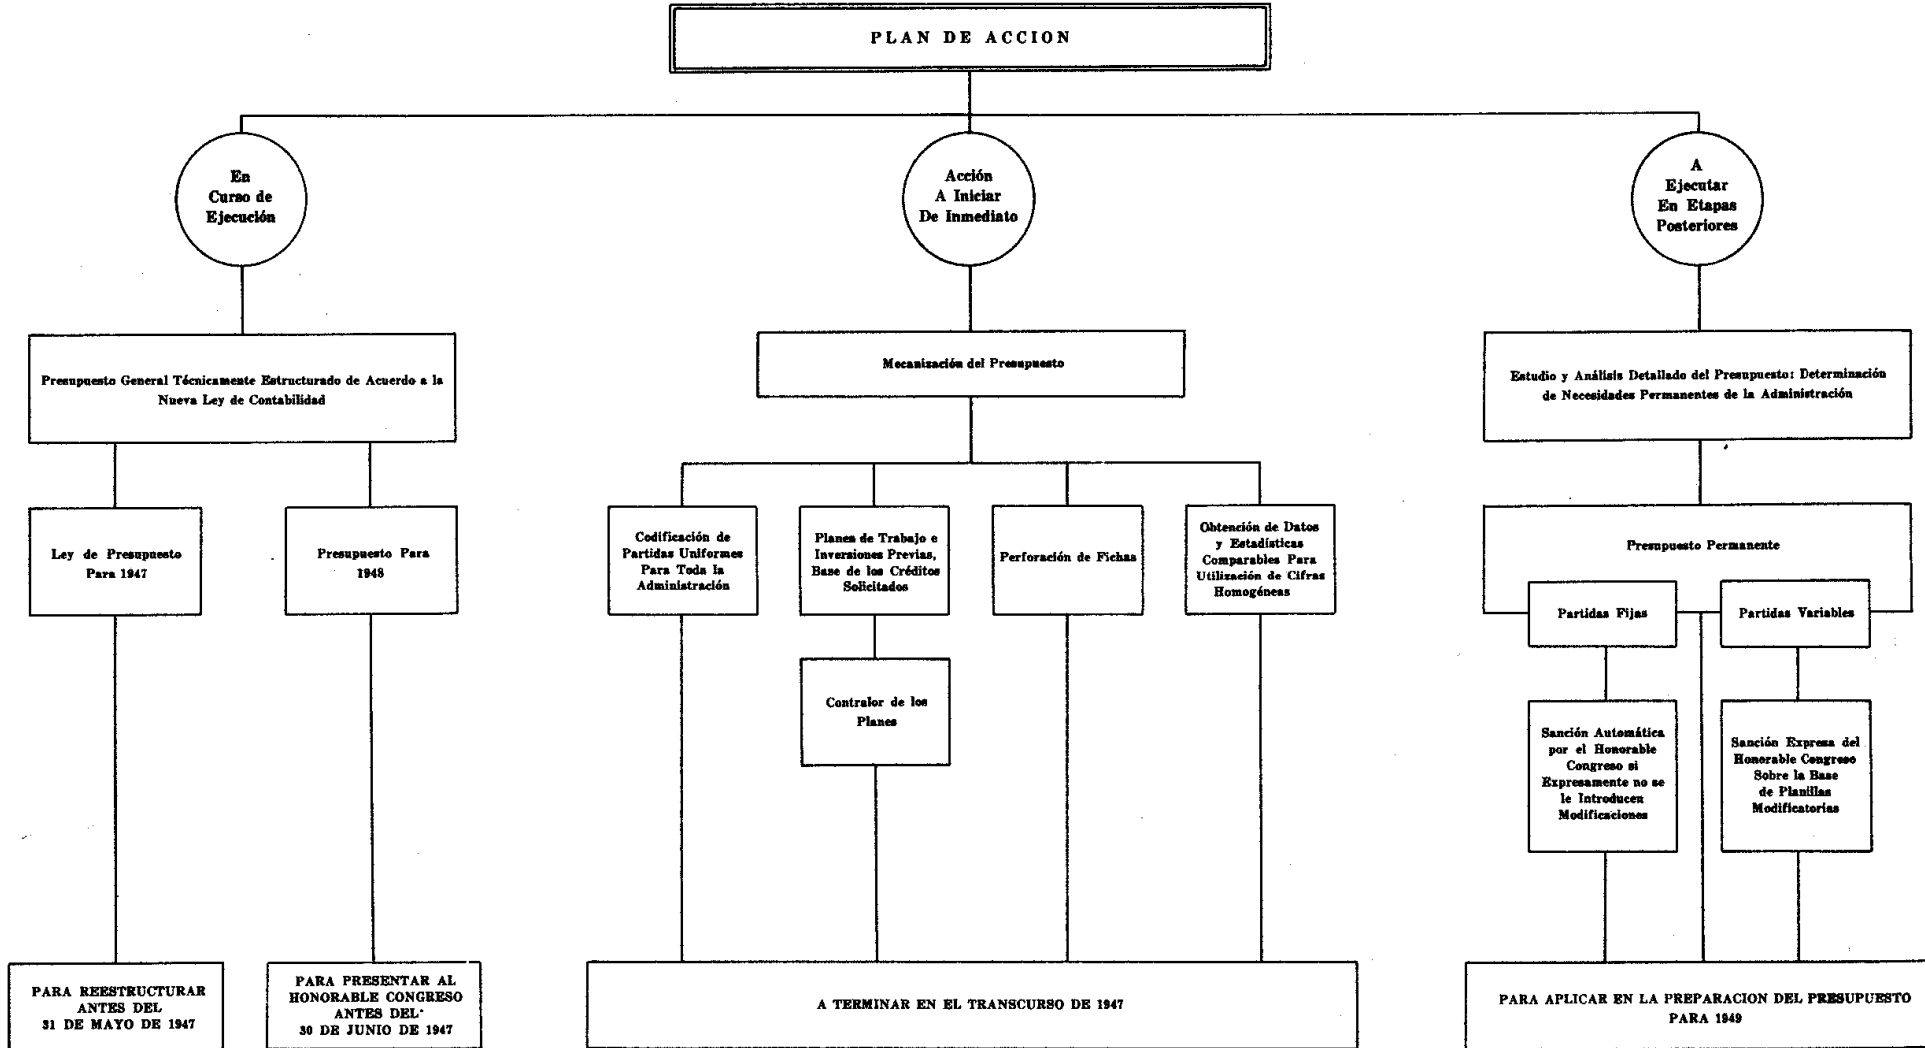 PLAN DE ACCION
En
Curso de
Ejecución
Acción
A Iniciar
De Inmediato
A
Ejecutar
En Etapas
Posteriores
Presupuesto General Técnicamente Estructurado de Acuerdo a la
Nueva Ley de Contabilidad
Mecanización del Presupuesto
Estudio y Análisis Detallado del Presupuesto: Determinación
de Necesidades Permanentes de la Administración
Ley de Presupuesto
Para 1947
Presupuesto Para
1948
Codificación de
Partidas Uniformes
Para Toda la
Administración
Planes de Trabajo e
Inversiones Previas,
Base de los Créditos
Solicitados
Perforación de Fichas
Obtención de Datos
y Estadísticas
Comparables Para
Utilización de Cifras
Homogéneas
Presupuesto Permanente
Partidas Fijas
Partidas Variables
Contralor de los
Planes
Sanción Automática
por el Honorable
Congreso si
Expresamente no se
le Introducen
Modificaciones
Sanción Expresa del
Honorable Congreso
Sobre la Base
de Planillas
Modificatorias
PARA REESTRUCTURAR
ANTES DEL
31 DE MAYO DE 1947
PARA PRESENTAR AL
HONORABLE CONGRESO
ANTES DEL
30 DE JUNIO DE 1947
A TERMINAR EN EL TRANSCURSO DE 1947
PARA APLICAR EN LA PREPARACION DEL PRESUPUESTO
PARA 1949